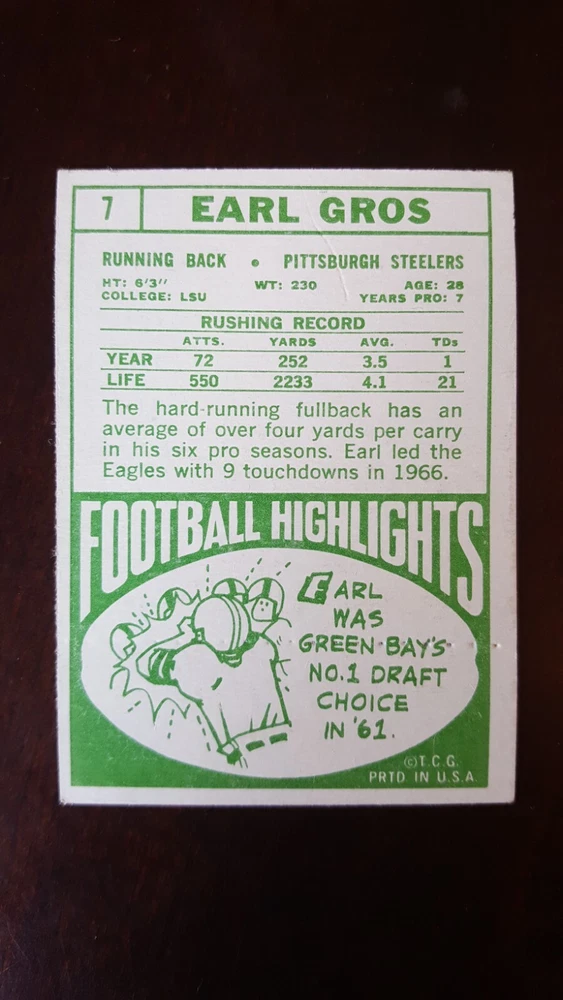 7 EARL GROS
RUNNING BACK • PITTSBURGH STEELERS
HT: 6'3" WT: 230 AGE: 28
COLLEGE: LSU YEARS PRO: 7
RUSHING RECORD
ATTS. YARDS AVG. TDs
YEAR 72 252 3.5 1
LIFE 550 2233 4.1 21
The hard-running fullback has an
average of over four yards per carry
in his six pro seasons. Earl led the
Eagles with 9 touchdowns in 1966.
FOOTBALL HIGHLIGHTS
EARL
WAS
GREEN BAY'S
NO.1 DRAFT
CHOICE
IN '61.
©T.C.G.
PRTD IN U.S.A.